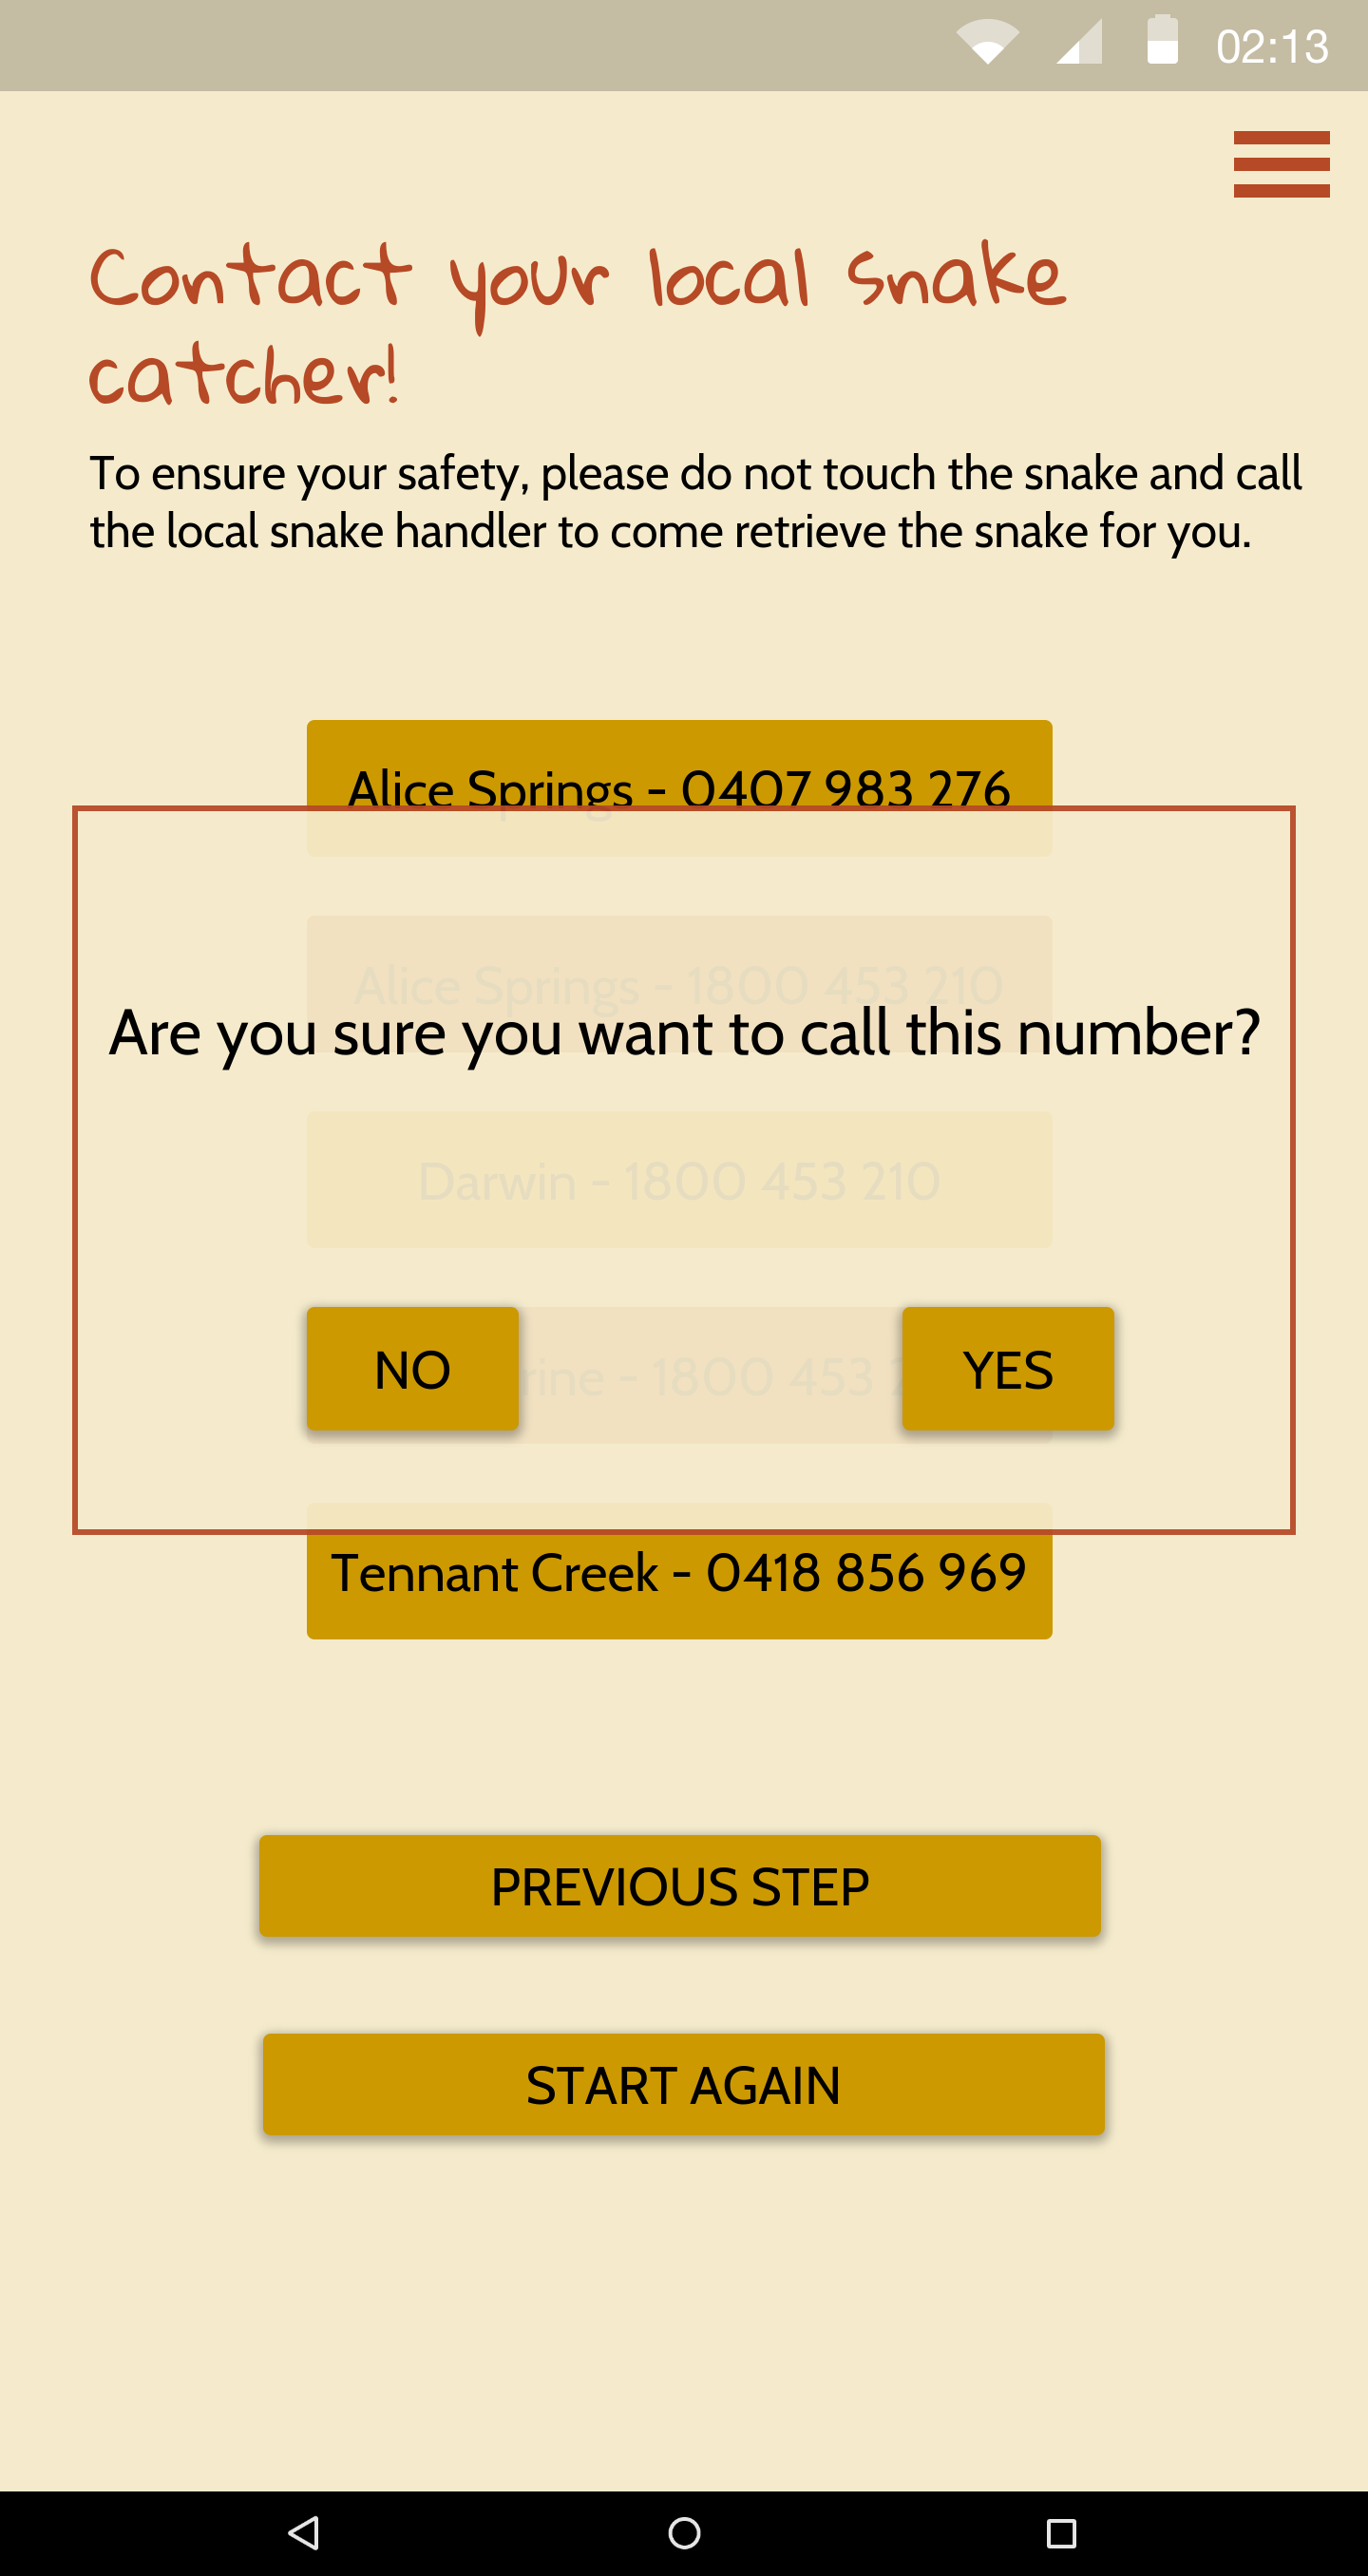 02:13
Contact your local snake
catcher!
To ensure your safety, please do not touch the snake and call
the local snake handler to come retrieve the snake for you.
Alice Springs - 0407 983 276
Alice Springs - 1800 453 210
Are you sure you want to call this number?
Darwin - 1800 453 210
NO
rine - 1800 453 2
YES
Tennant Creek - 0418 856 969
PREVIOUS STEP
START AGAIN